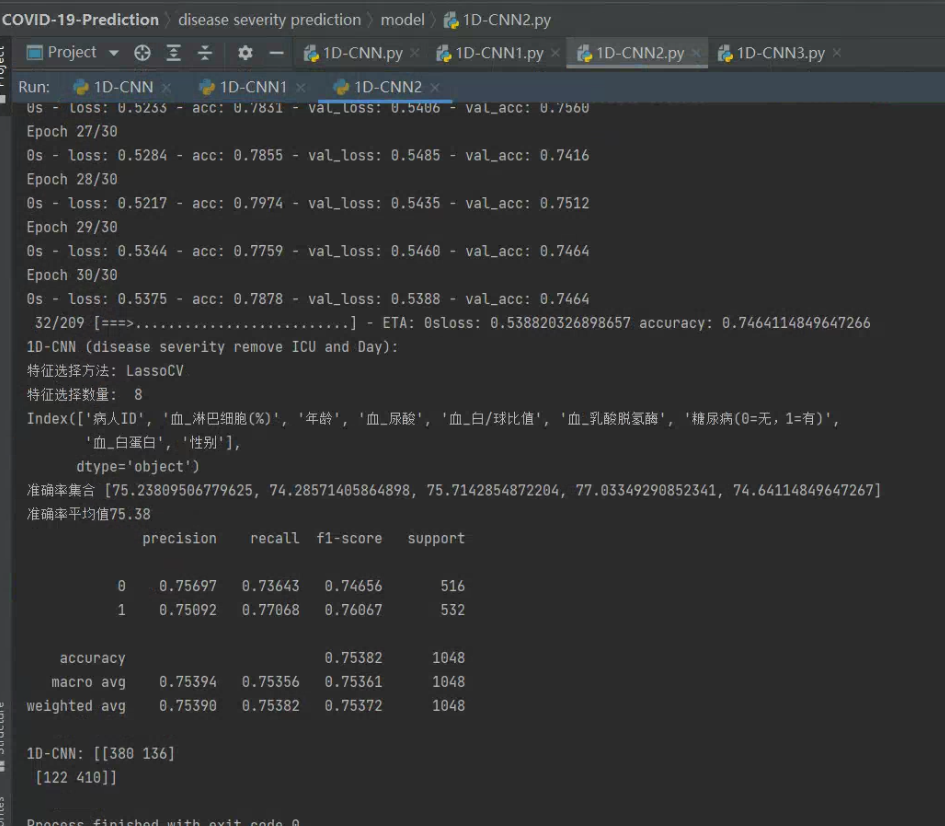 COVID-19-Prediction disease severity prediction model 1D-CNN2.py
Project 1D-CNN.py 1D-CNN1.py 1D-CNN2.py 1D-CNN3.py
Run: 1D-CNN 1D-CNN1 1D-CNN2
0s - loss: 0.5233 - acc: 0.7831 - val_loss: 0.5406 - val_acc: 0.7560
Epoch 27/30
0s - loss: 0.5284 - acc: 0.7855 - val_loss: 0.5485 - val_acc: 0.7416
Epoch 28/30
0s - loss: 0.5217 - acc: 0.7974 - val_loss: 0.5435 - val_acc: 0.7512
Epoch 29/30
0s - loss: 0.5344 - acc: 0.7759 - val_loss: 0.5460 - val_acc: 0.7464
Epoch 30/30
0s - loss: 0.5375 - acc: 0.7878 - val_loss: 0.5388 - val_acc: 0.7464
32/209 [===>..........................] - ETA: 0sloss: 0.538820326898657 accuracy: 0.7464114849647266
1D-CNN (disease severity remove ICU and Day):
特征选择方法: LassoCV
特征选择数量: 8
Index(['病人ID', '血_淋巴细胞(%)', '年龄', '血_尿酸', '血_白/球比值', '血_乳酸脱氢酶', '糖尿病(0=无，1=有)',
'血_白蛋白', '性别'],
dtype='object')
准确率集合 [75.23809506779625, 74.28571405864898, 75.7142854872204, 77.03349290852341, 74.64114849647267]
准确率平均值75.38
precision recall f1-score support
0 0.75697 0.73643 0.74656 516
1 0.75092 0.77068 0.76067 532
accuracy 0.75382 1048
macro avg 0.75394 0.75356 0.75361 1048
weighted avg 0.75390 0.75382 0.75372 1048
1D-CNN: [[380 136]
[122 410]]
Process finished with exit code 0